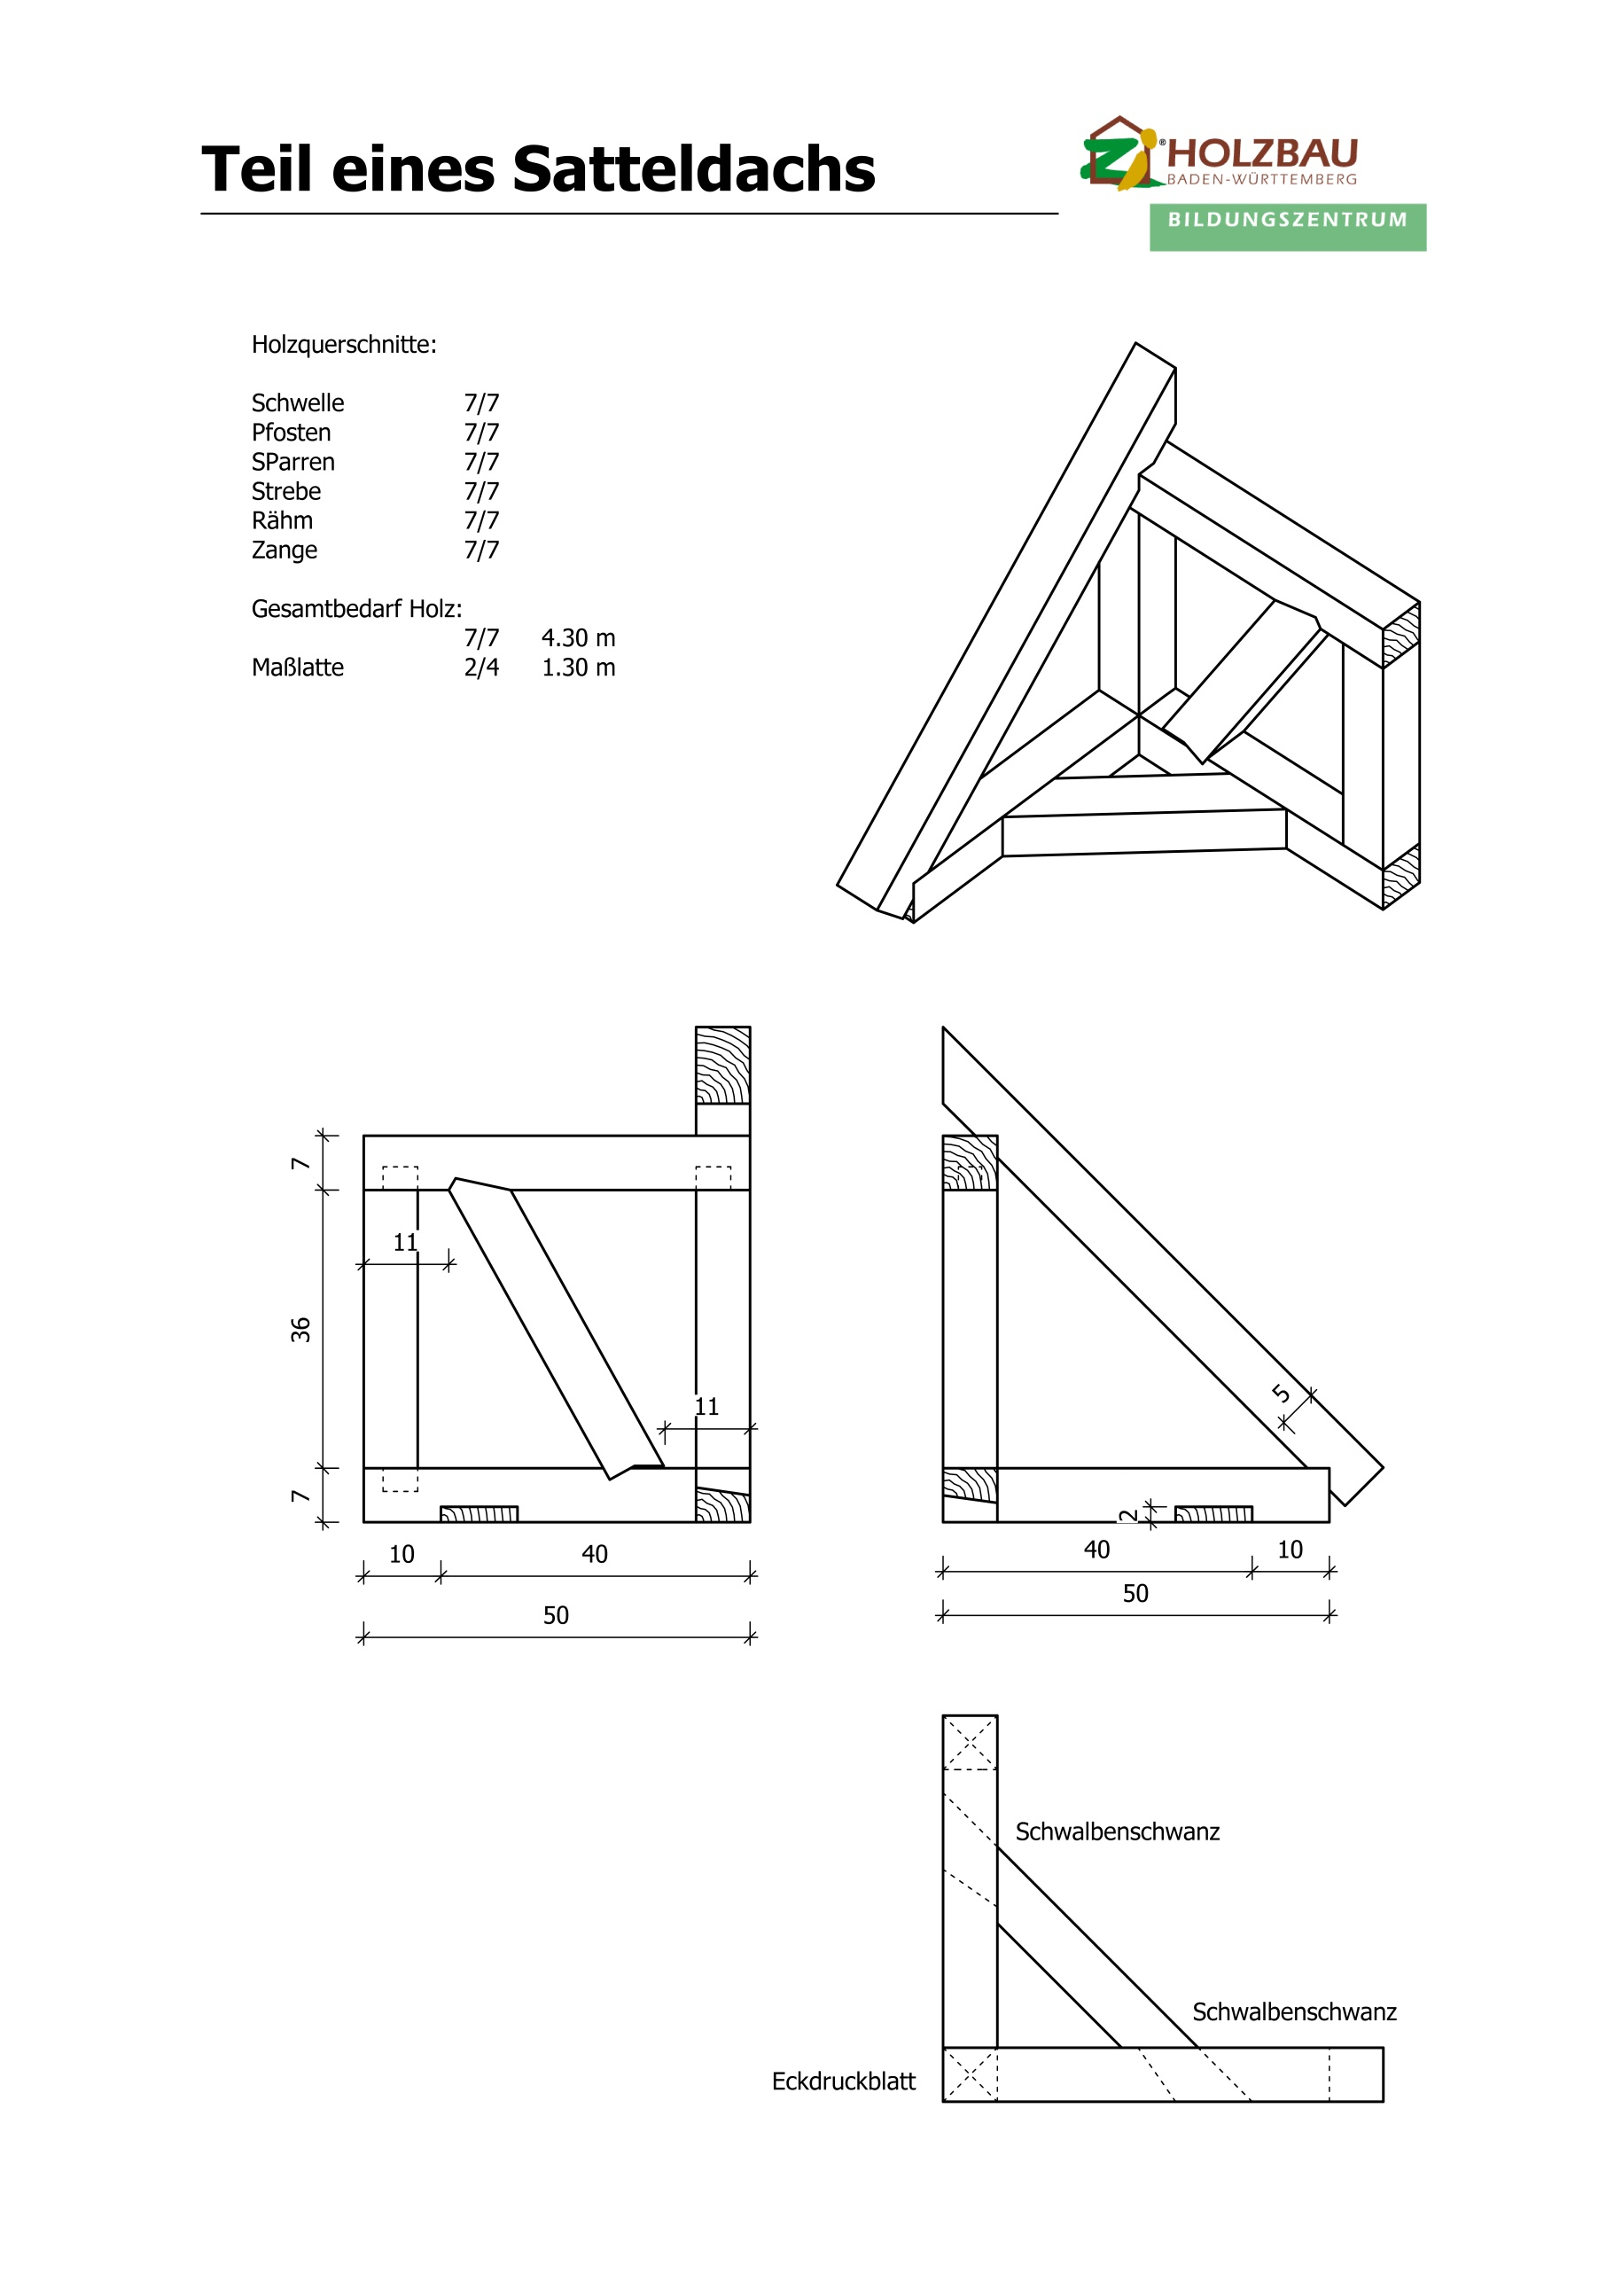 Teil eines Satteldachs
® HOLZBAU
BADEN-WÜRTTEMBERG
BILDUNGSZENTRUM
Holzquerschnitte:
Schwelle 7/7
Pfosten 7/7
SParren 7/7
Strebe 7/7
Rähm 7/7
Zange 7/7
Gesamtbedarf Holz:
7/7 4.30 m
Maßlatte 2/4 1.30 m
7
11
36
11
7
10 40
50
5
2
40 10
50
Schwalbenschwanz
Schwalbenschwanz
Eckdruckblatt